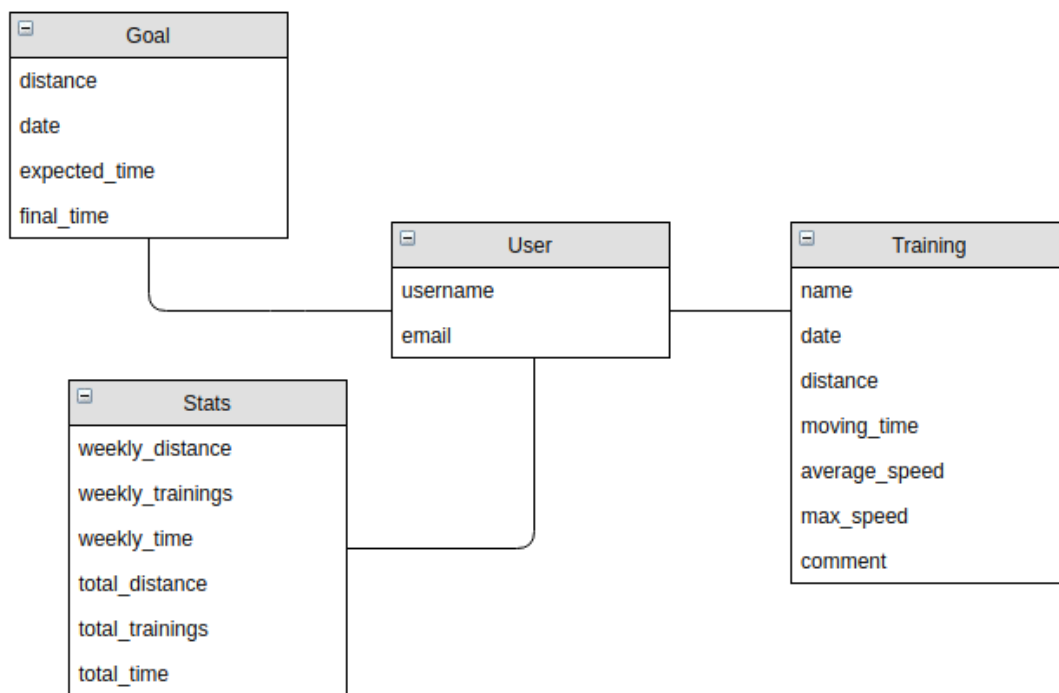 Goal
distance
date
expected_time
final_time
User
username
email
Training
name
date
distance
moving_time
average_speed
max_speed
comment
Stats
weekly_distance
weekly_trainings
weekly_time
total_distance
total_trainings
total_time